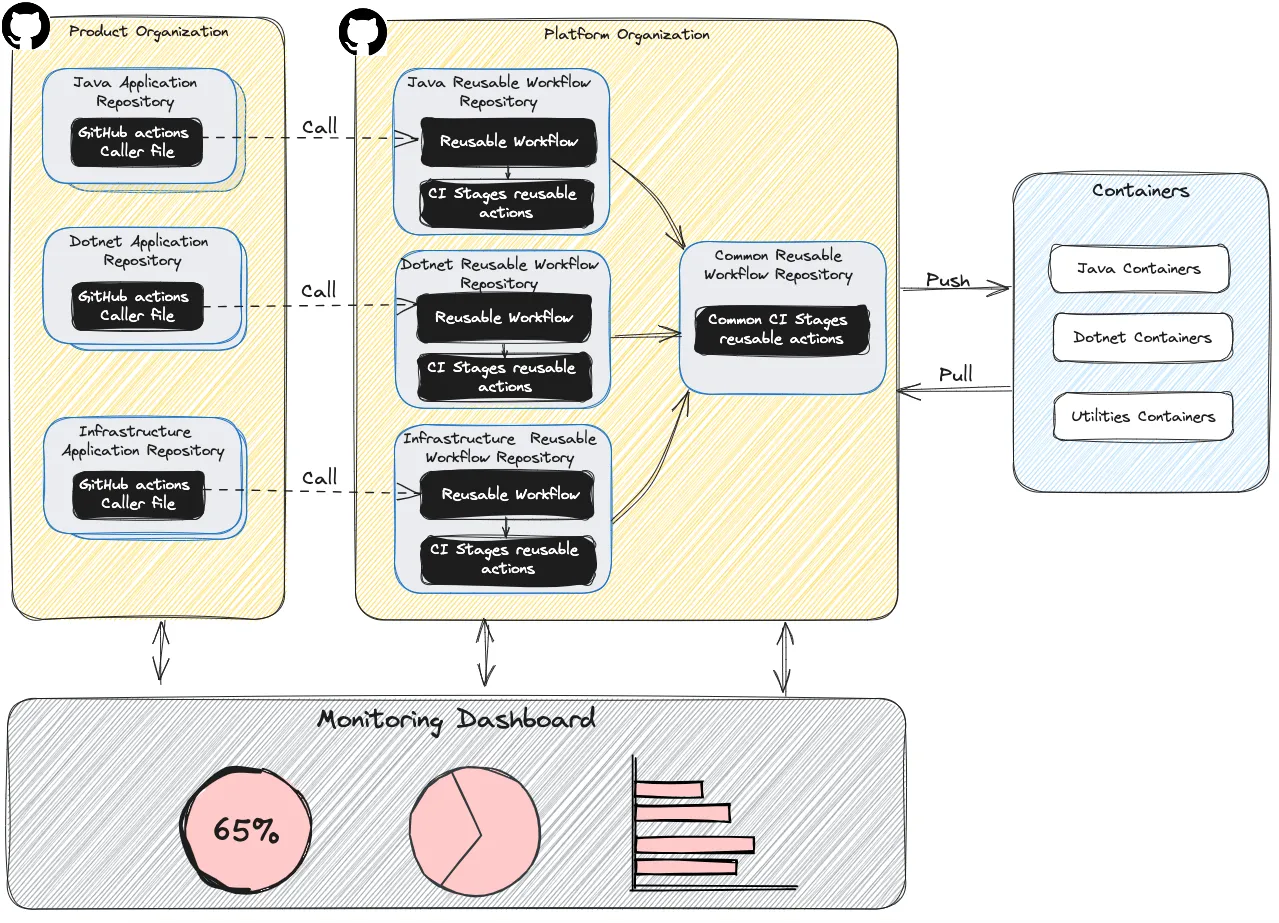 Product Organization
Java Application
Repository
GitHub actions
Caller file
Dotnet Application
Repository
GitHub actions
Caller file
Infrastructure
Application Repository
GitHub actions
Caller file
Call
Call
Call
Platform Organization
Java Reusable Workflow
Repository
Reusable Workflow
CI Stages reusable
actions
Dotnet Reusable Workflow
Repository
Reusable Workflow
CI Stages reusable
actions
Infrastructure Reusable
Workflow Repository
Reusable Workflow
CI Stages reusable
actions
Common Reusable
Workflow Repository
Common CI Stages
reusable actions
Push
Pull
Containers
Java Containers
Dotnet Containers
Utilities Containers
Monitoring Dashboard
65%